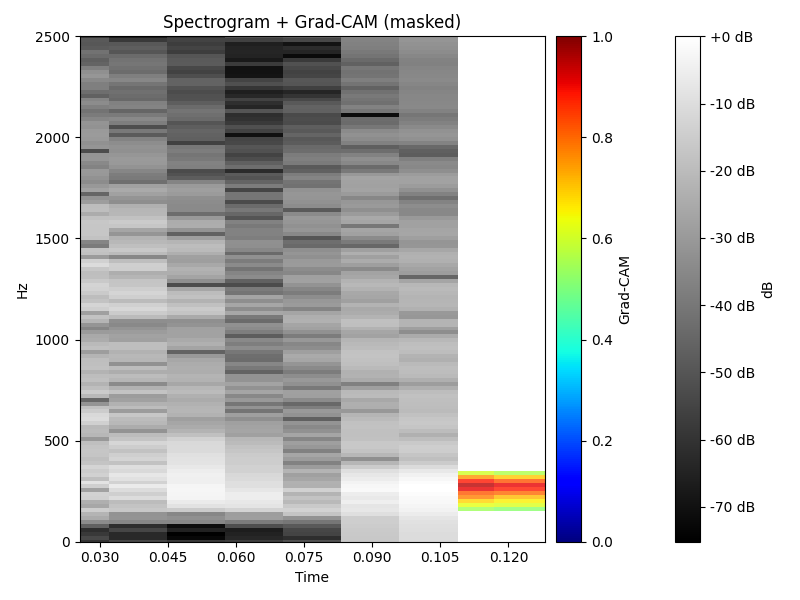 Spectrogram + Grad-CAM (masked)
2500
2000
1500
1000
500
0
Hz
0.030
0.045
0.060
0.075
0.090
0.105
0.120
Time
1.0
0.8
0.6
0.4
0.2
0.0
Grad-CAM
+0 dB
-10 dB
-20 dB
-30 dB
-40 dB
-50 dB
-60 dB
-70 dB
dB